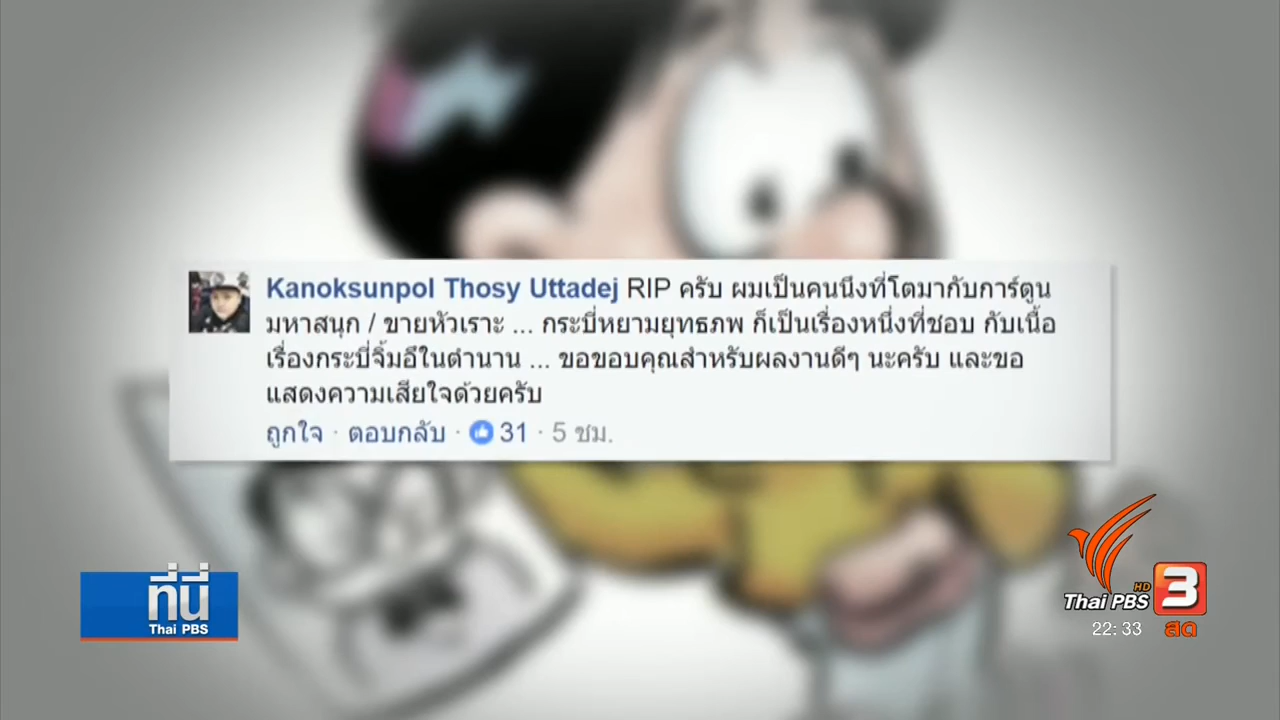 Kanoksunpol Thosy Uttadej RIP ครับ ผมเป็นคนนึงที่โตมากับการ์ตูน
มหาสนุก / ขายหัวเราะ ... กระบี่หยามยุทธภพ ก็เป็นเรื่องหนึ่งที่ชอบ กับเนื้อ
เรื่องกระบี่จิ้มอึในตำนาน ... ขอขอบคุณสำหรับผลงานดีๆ นะครับ และขอ
แสดงความเสียใจด้วยครับ
ถูกใจ · ตอบกลับ · 31 · 5 ชม.
ที่นี่
Thai PBS
HD
Thai PBS 3
22:33 สด